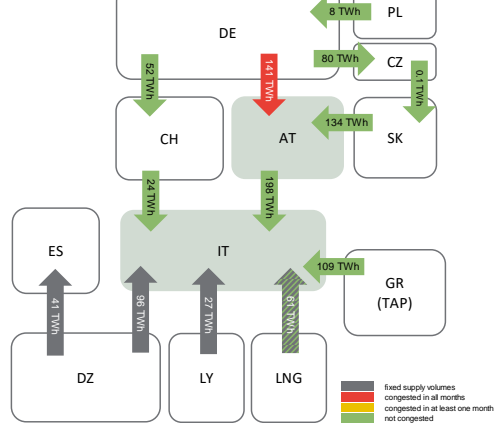 8 TWh
PL
DE
80 TWh
CZ
52 TWh
141 TWh
0.1 TWh
CH
AT
134 TWh
SK
24 TWh
198 TWh
ES
IT
109 TWh
GR
(TAP)
41 TWh
96 TWh
27 TWh
61 TWh
DZ
LY
LNG
fixed supply volumes
congested in all months
congested in at least one month
not congested